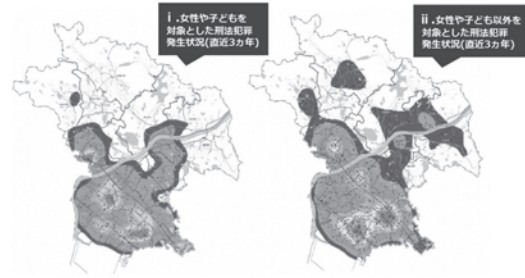 i .女性や子どもを
対象とした刑法犯罪
発生状況(直近3ヵ年)
ii.女性や子ども以外を
対象とした刑法犯罪
発生状況(直近3ヵ年)